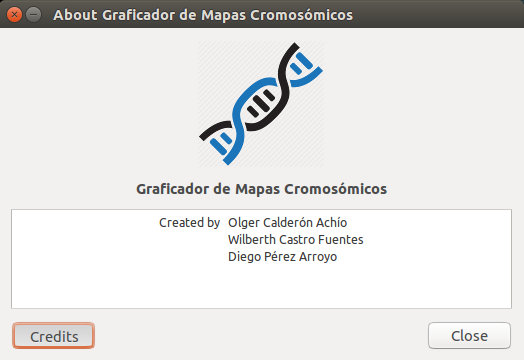 About Graficador de Mapas Cromosómicos
Graficador de Mapas Cromosómicos
Created by Olger Calderón Achío
Wilberth Castro Fuentes
Diego Pérez Arroyo
Credits
Close